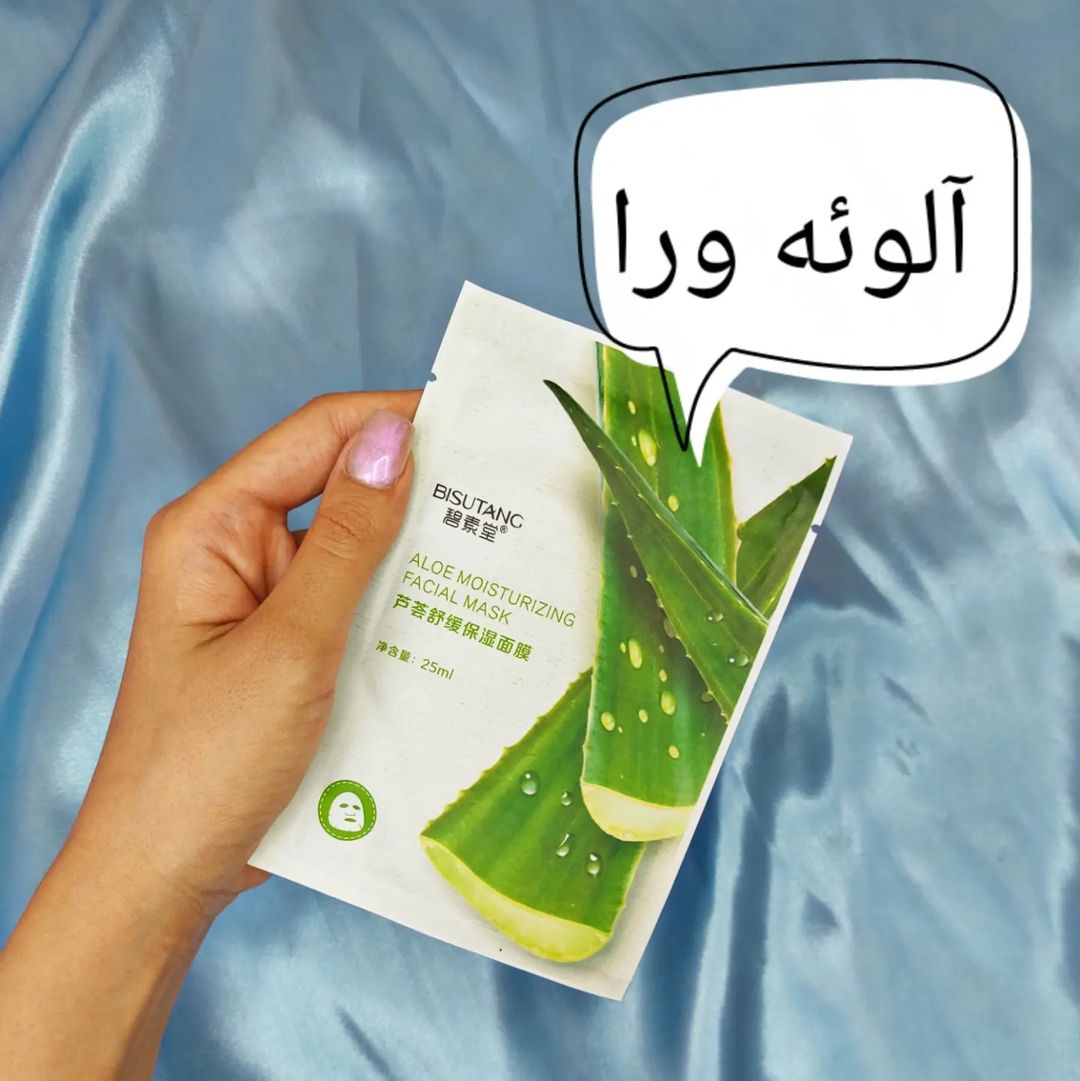 آلوئه ورا
BISUTANG
碧素堂®
ALOE MOISTURIZING
FACIAL MASK
芦荟舒缓保湿面膜
净含量：25ml